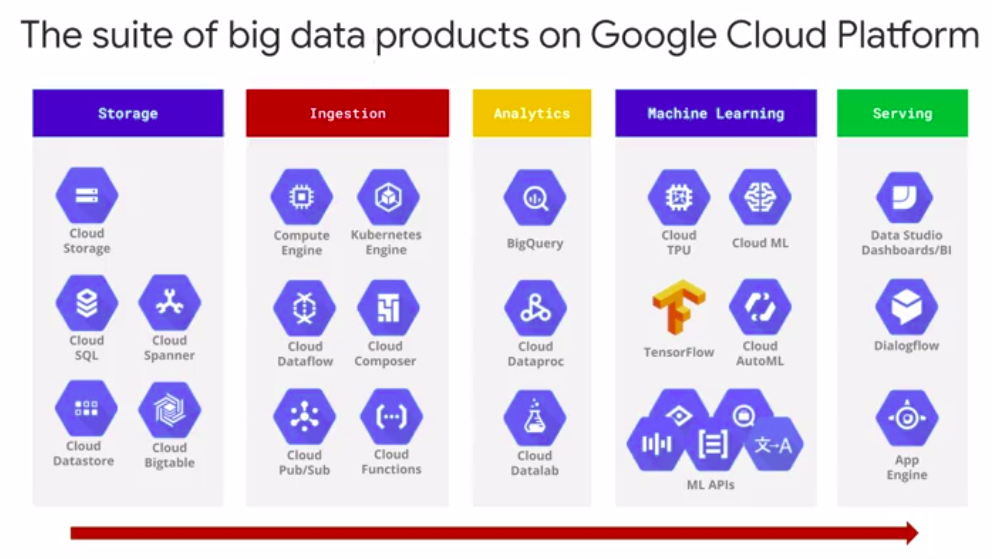 The suite of big data products on Google Cloud Platform
Storage
Cloud
Storage
Cloud
SQL
Cloud
Spanner
Cloud
Datastore
Cloud
Bigtable
Ingestion
Compute
Engine
Kubernetes
Engine
Cloud
Dataflow
Cloud
Composer
Cloud
Pub/Sub
Cloud
Functions
Analytics
BigQuery
Cloud
Dataproc
Cloud
Datalab
Machine Learning
Cloud
TPU
Cloud ML
TensorFlow
Cloud
AutoML
文→A
ML APIs
Serving
Data Studio
Dashboards/BI
Dialogflow
App
Engine